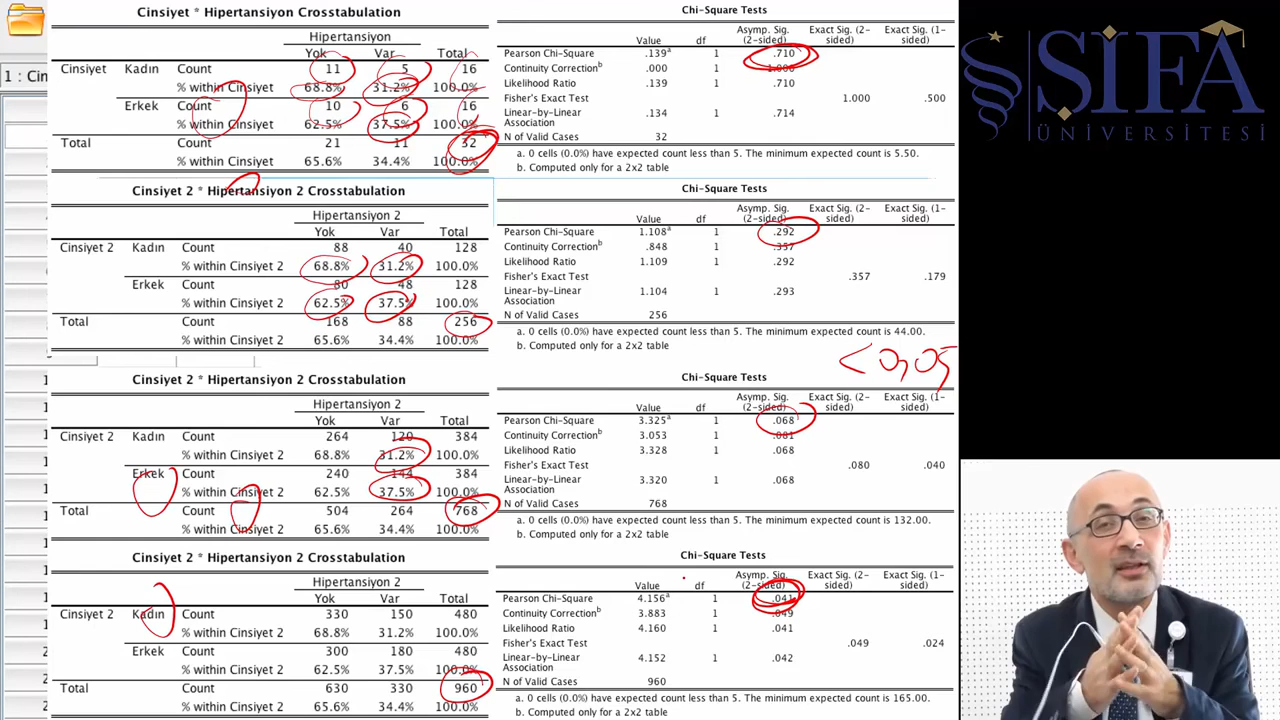 Cinsiyet * Hipertansiyon Crosstabulation
Hipertansiyon
Yok Var Total
Cinsiyet Kadın Count 11 5 16
% within Cinsiyet 68.8% 31.2% 100.0%
Erkek Count 10 6 16
% within Cinsiyet 62.5% 37.5% 100.0%
Total Count 21 11 32
% within Cinsiyet 65.6% 34.4% 100.0%
Chi-Square Tests
Value df Asymp. Sig. (2-sided) Exact Sig. (2-sided) Exact Sig. (1-sided)
Pearson Chi-Square .139a 1 .710
Continuity Correctionb .000 1 1.000
Likelihood Ratio .139 1 .710
Fisher's Exact Test 1.000 .500
Linear-by-Linear Association .134 1 .714
N of Valid Cases 32
a. 0 cells (0.0%) have expected count less than 5. The minimum expected count is 5.50.
b. Computed only for a 2x2 table
Cinsiyet 2 * Hipertansiyon 2 Crosstabulation
Hipertansiyon 2
Yok Var Total
Cinsiyet 2 Kadın Count 88 40 128
% within Cinsiyet 2 68.8% 31.2% 100.0%
Erkek Count 80 48 128
% within Cinsiyet 2 62.5% 37.5% 100.0%
Total Count 168 88 256
% within Cinsiyet 2 65.6% 34.4% 100.0%
Chi-Square Tests
Value df Asymp. Sig. (2-sided) Exact Sig. (2-sided) Exact Sig. (1-sided)
Pearson Chi-Square 1.108a 1 .292
Continuity Correctionb .848 1 .357
Likelihood Ratio 1.109 1 .292
Fisher's Exact Test .357 .179
Linear-by-Linear Association 1.104 1 .293
N of Valid Cases 256
a. 0 cells (0.0%) have expected count less than 5. The minimum expected count is 44.00.
b. Computed only for a 2x2 table
< 0,05
Cinsiyet 2 * Hipertansiyon 2 Crosstabulation
Hipertansiyon 2
Yok Var Total
Cinsiyet 2 Kadın Count 264 120 384
% within Cinsiyet 2 68.8% 31.2% 100.0%
Erkek Count 240 144 384
% within Cinsiyet 2 62.5% 37.5% 100.0%
Total Count 504 264 768
% within Cinsiyet 2 65.6% 34.4% 100.0%
Chi-Square Tests
Value df Asymp. Sig. (2-sided) Exact Sig. (2-sided) Exact Sig. (1-sided)
Pearson Chi-Square 3.325a 1 .068
Continuity Correctionb 3.053 1 .081
Likelihood Ratio 3.328 1 .068
Fisher's Exact Test .080 .040
Linear-by-Linear Association 3.320 1 .068
N of Valid Cases 768
a. 0 cells (0.0%) have expected count less than 5. The minimum expected count is 132.00.
b. Computed only for a 2x2 table
Cinsiyet 2 * Hipertansiyon 2 Crosstabulation
Hipertansiyon 2
Yok Var Total
Cinsiyet 2 Kadın Count 330 150 480
% within Cinsiyet 2 68.8% 31.2% 100.0%
Erkek Count 300 180 480
% within Cinsiyet 2 62.5% 37.5% 100.0%
Total Count 630 330 960
% within Cinsiyet 2 65.6% 34.4% 100.0%
Chi-Square Tests
Value df Asymp. Sig. (2-sided) Exact Sig. (2-sided) Exact Sig. (1-sided)
Pearson Chi-Square 4.156a 1 .041
Continuity Correctionb 3.883 1 .049
Likelihood Ratio 4.160 1 .041
Fisher's Exact Test .049 .024
Linear-by-Linear Association 4.152 1 .042
N of Valid Cases 960
a. 0 cells (0.0%) have expected count less than 5. The minimum expected count is 165.00.
b. Computed only for a 2x2 table
1 : Cin
ŞİFA
ÜNİVERSİTESİ